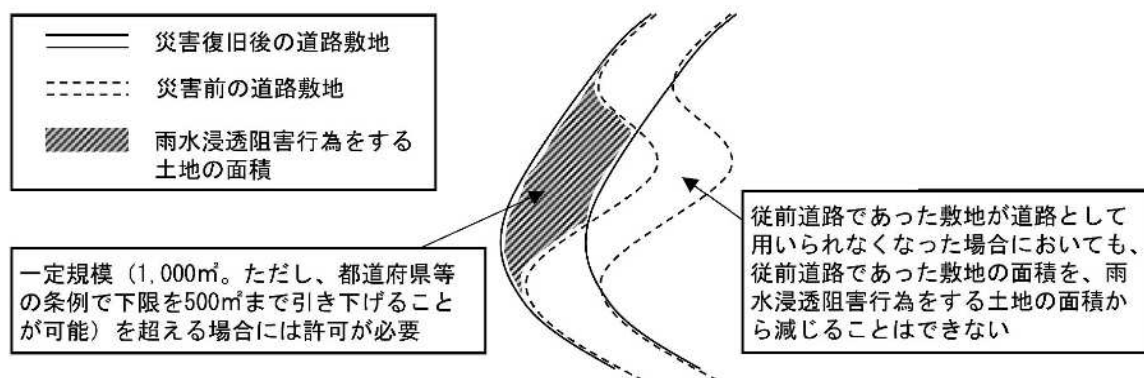 災害復旧後の道路敷地
災害前の道路敷地
雨水浸透阻害行為をする
土地の面積
一定規模（1,000㎡。ただし、都道府県等
の条例で下限を500㎡まで引き下げること
が可能）を超える場合には許可が必要
従前道路であった敷地が道路として
用いられなくなった場合においても、
従前道路であった敷地の面積を、雨
水浸透阻害行為をする土地の面積か
ら減じることはできない